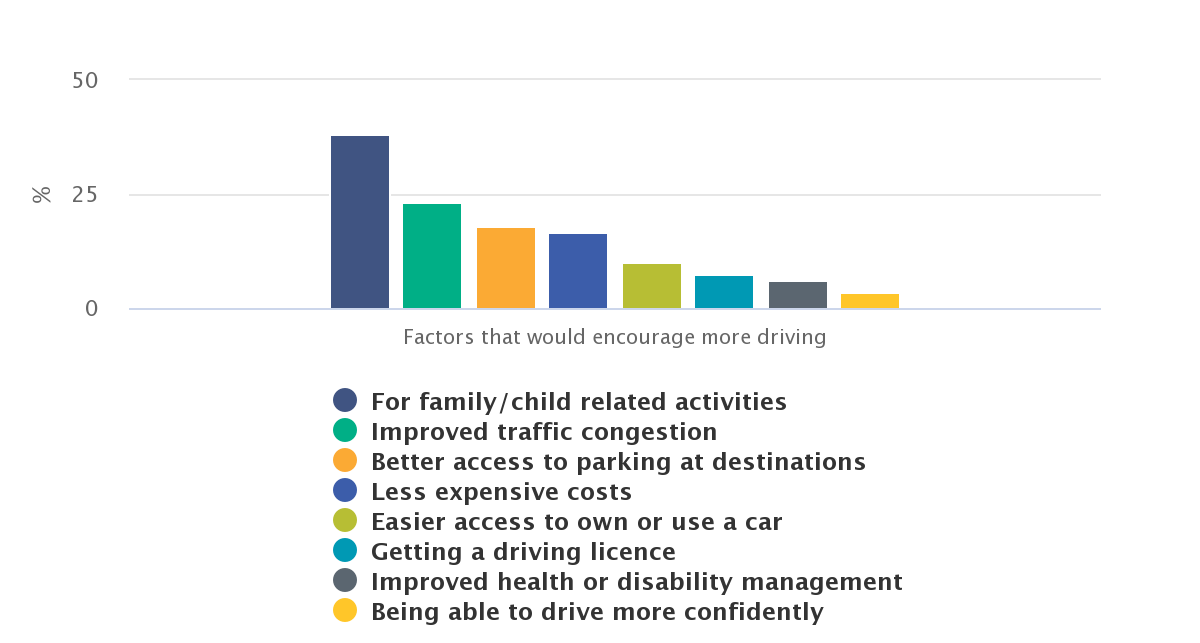 50
%
25
0
Factors that would encourage more driving
For family/child related activities
Improved traffic congestion
Better access to parking at destinations
Less expensive costs
Easier access to own or use a car
Getting a driving licence
Improved health or disability management
Being able to drive more confidently